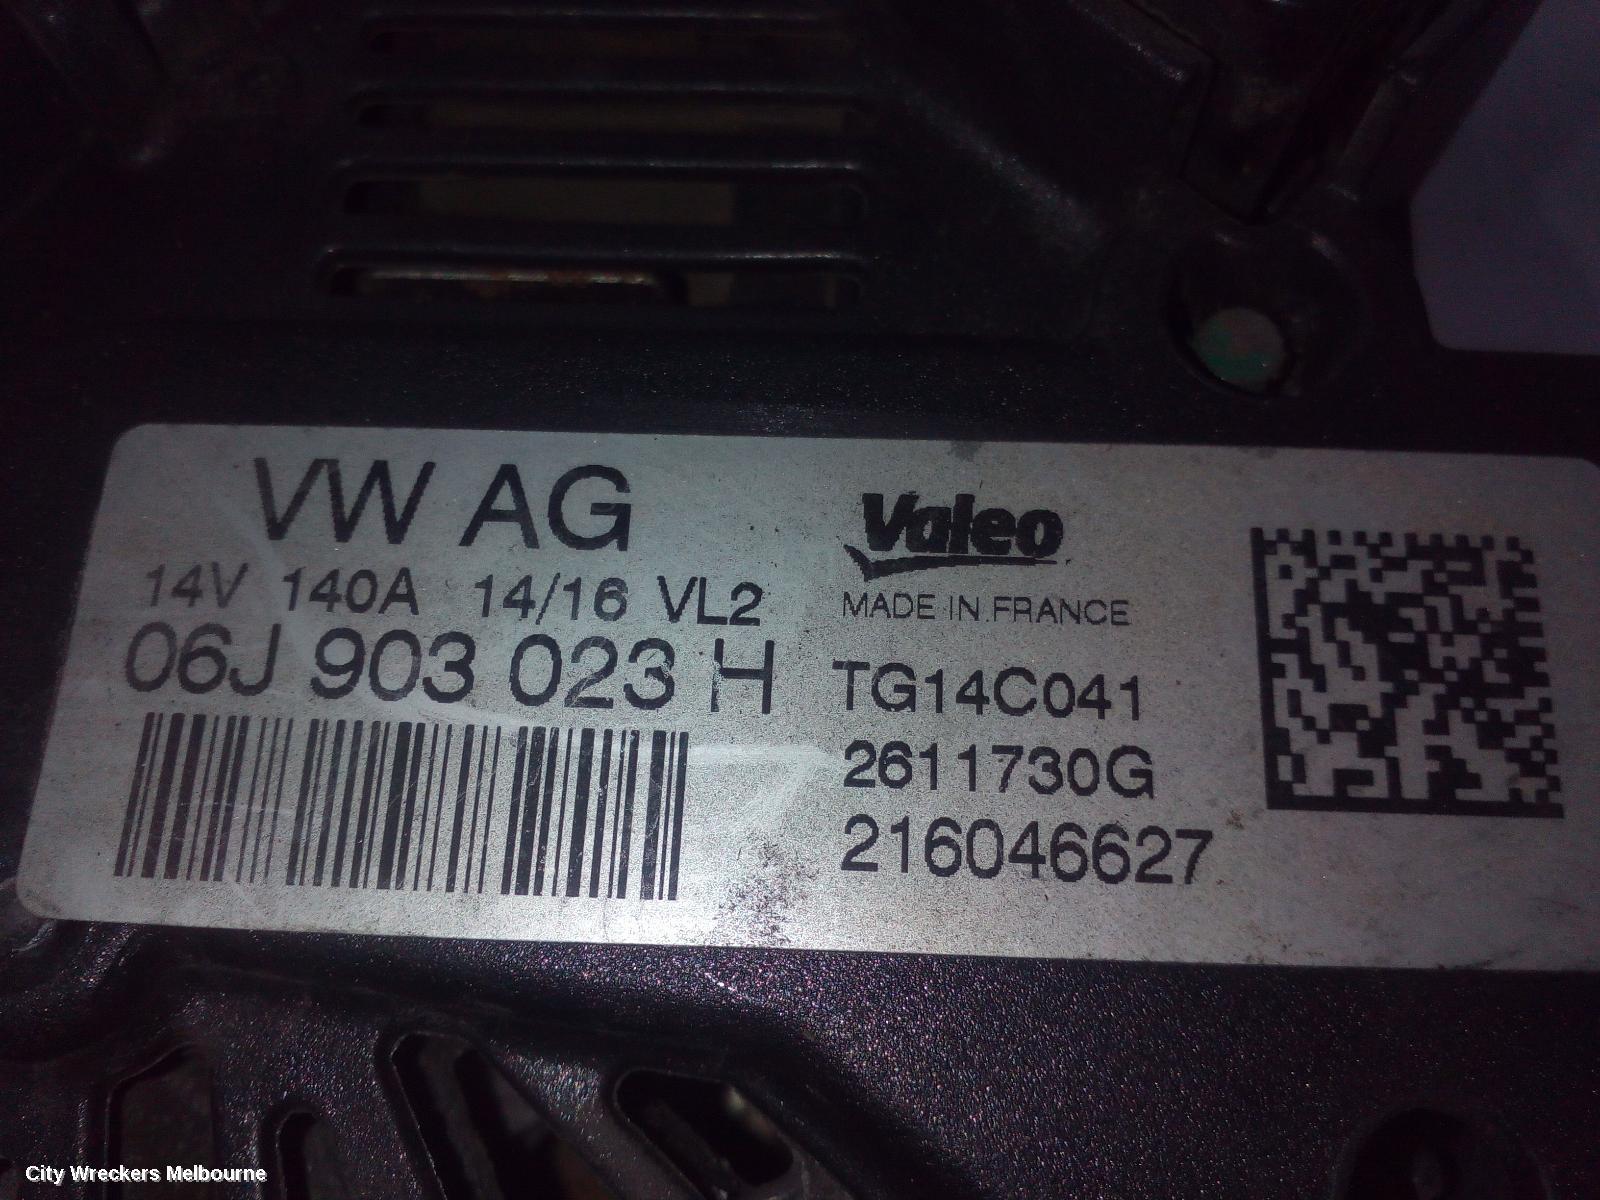 VW AG
14V 140A 14/16 VL2
06J 903 023 H
Valeo
MADE IN FRANCE
TG14C041
2611730G
216046627
City Wreckers Melbourne